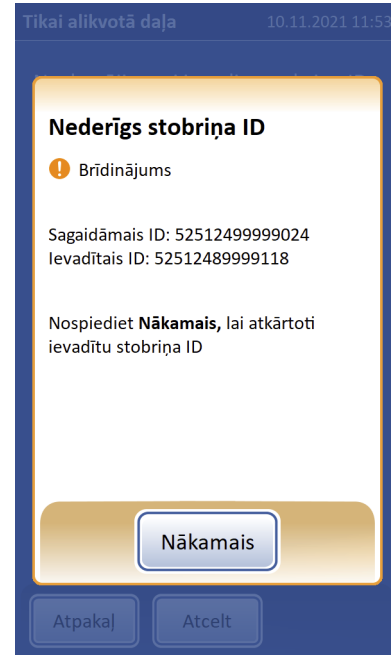 Tikai alikvotā daļa 10.11.2021 11:53
Nederīgs stobriņa ID
Brīdinājums
Sagaidāmais ID: 52512499999024
Ievadītais ID: 52512489999118
Nospiediet Nākamais, lai atkārtoti
ievadītu stobriņa ID
Nākamais
Atpakaļ Atcelt